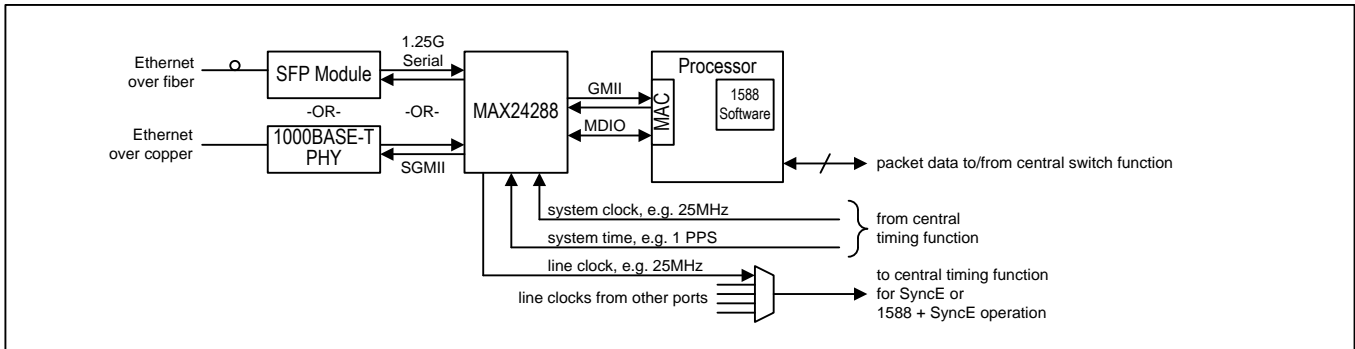 1.25G
Serial
Ethernet
over fiber
SFP Module
-OR-
-OR-
Ethernet
over copper
1000BASE-T
PHY
SGMII
MAX24288
GMII
MDIO
Processor
MAC
1588
Software
packet data to/from central switch function
system clock, e.g. 25MHz
system time, e.g. 1 PPS
from central
timing function
line clock, e.g. 25MHz
line clocks from other ports
to central timing function
for SyncE or
1588 + SyncE operation